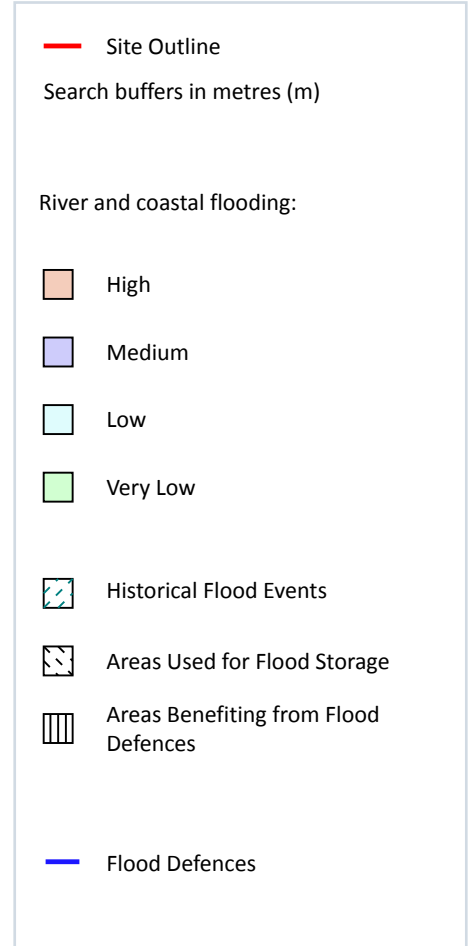 Site Outline
Search buffers in metres (m)
River and coastal flooding:
High
Medium
Low
Very Low
Historical Flood Events
Areas Used for Flood Storage
Areas Benefiting from Flood
Defences
Flood Defences